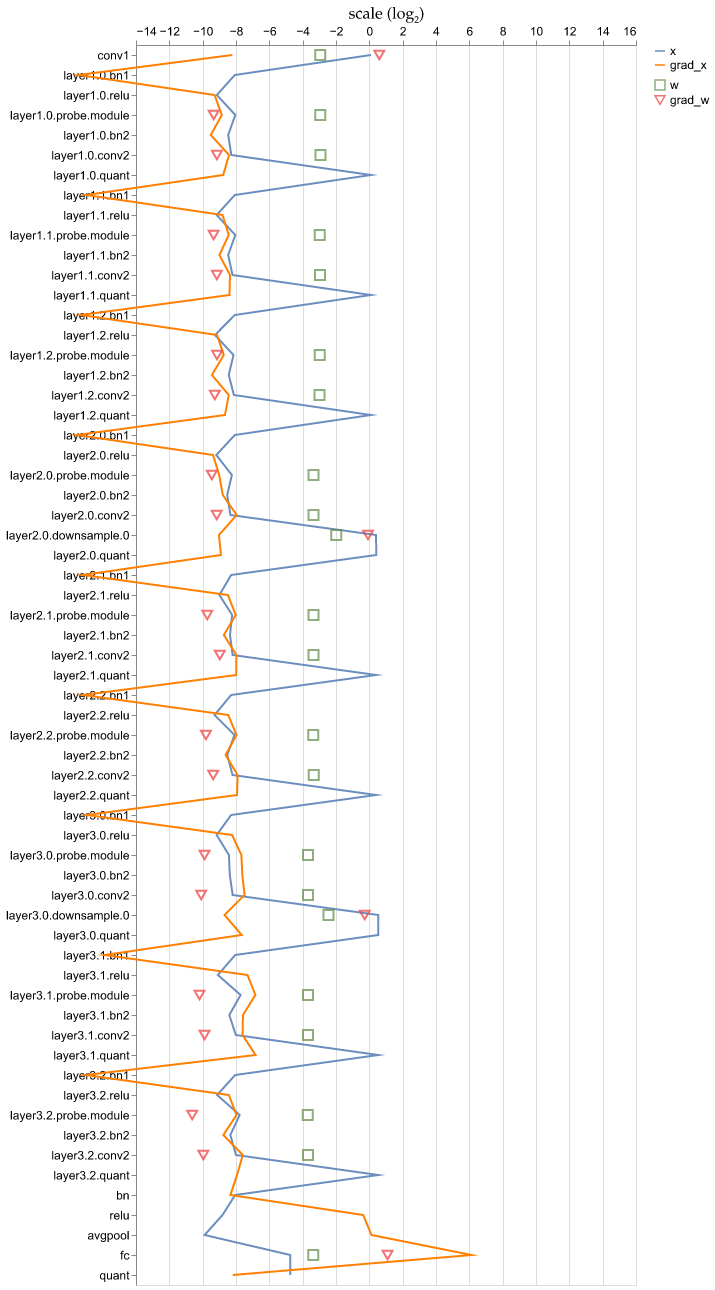 scale (log2)
−14 −12 −10 −8 −6 −4 −2 0 2 4 6 8 10 12 14 16
x
grad_x
w
grad_w
conv1
layer1.0.bn1
layer1.0.relu
layer1.0.probe.module
layer1.0.bn2
layer1.0.conv2
layer1.0.quant
layer1.1.bn1
layer1.1.relu
layer1.1.probe.module
layer1.1.bn2
layer1.1.conv2
layer1.1.quant
layer1.2.bn1
layer1.2.relu
layer1.2.probe.module
layer1.2.bn2
layer1.2.conv2
layer1.2.quant
layer2.0.bn1
layer2.0.relu
layer2.0.probe.module
layer2.0.bn2
layer2.0.conv2
layer2.0.downsample.0
layer2.0.quant
layer2.1.bn1
layer2.1.relu
layer2.1.probe.module
layer2.1.bn2
layer2.1.conv2
layer2.1.quant
layer2.2.bn1
layer2.2.relu
layer2.2.probe.module
layer2.2.bn2
layer2.2.conv2
layer2.2.quant
layer3.0.bn1
layer3.0.relu
layer3.0.probe.module
layer3.0.bn2
layer3.0.conv2
layer3.0.downsample.0
layer3.0.quant
layer3.1.bn1
layer3.1.relu
layer3.1.probe.module
layer3.1.bn2
layer3.1.conv2
layer3.1.quant
layer3.2.bn1
layer3.2.relu
layer3.2.probe.module
layer3.2.bn2
layer3.2.conv2
layer3.2.quant
bn
relu
avgpool
fc
quant